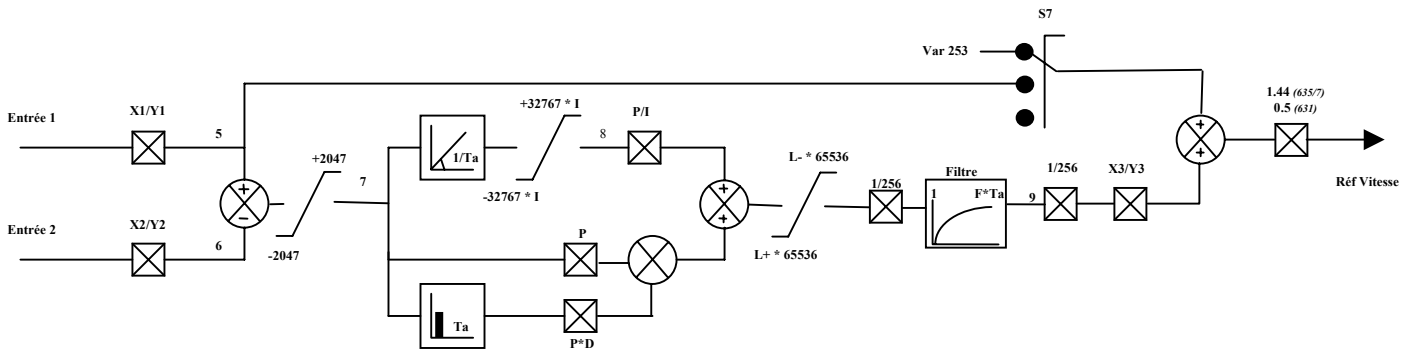 S7
Var 253
1.44 (635/7)
0.5 (631)
Entrée 1
X1/Y1
5
+32767 * I
P/I
8
1/Ta
-32767 * I
+2047
7
-2047
+
−
Entrée 2
X2/Y2
6
L- * 65536
L+ * 65536
+
+
1/256
Filtre
1
F*Ta
9
1/256
X3/Y3
+
+
Réf Vitesse
P
Ta
P*D